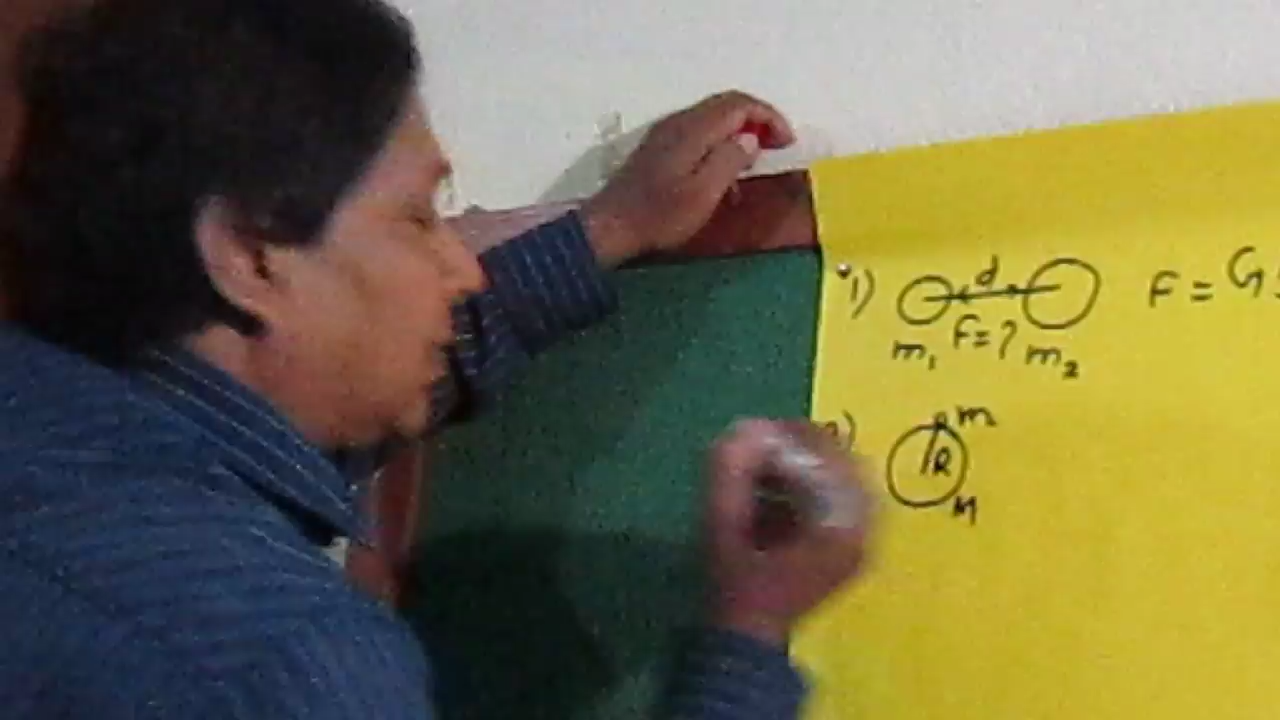 1) d F = G
F = ?
m₁ m₂
2) m
R
M